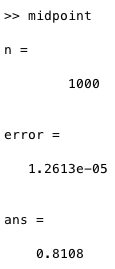 >> midpoint
n =
1000
error =
1.2613e-05
ans =
0.8108